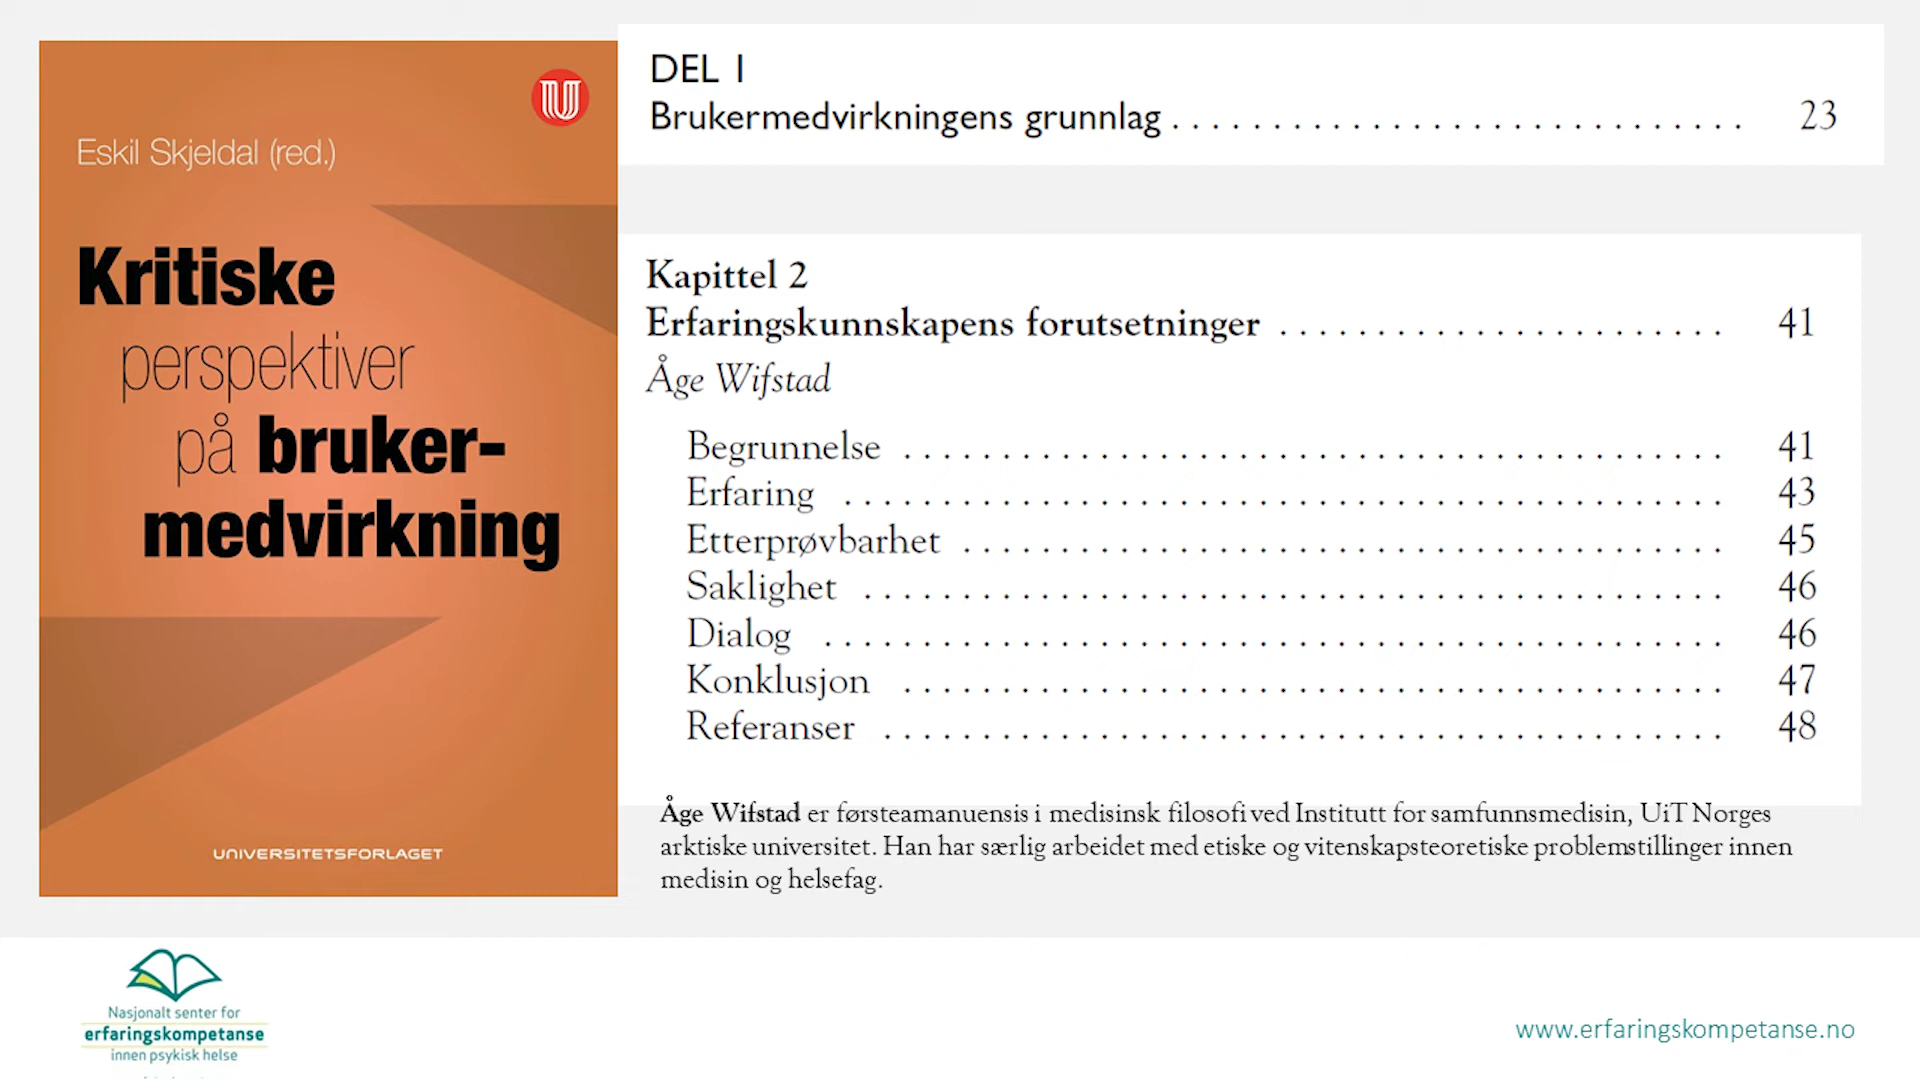 Eskil Skjeldal (red.)
Kritiske
perspektiver
på bruker-
medvirkning
UNIVERSITETSFORLAGET
DEL I
Brukermedvirkningens grunnlag . . . . . . . . . . . . . . . . . . . . . . . . . . . . . 23
Kapittel 2
Erfaringskunnskapens forutsetninger . . . . . . . . . . . . . . . . . . . . . . . 41
Åge Wifstad
Begrunnelse . . . . . . . . . . . . . . . . . . . . . . . . . . . . . . . . . . . . . . . . . . 41
Erfaring . . . . . . . . . . . . . . . . . . . . . . . . . . . . . . . . . . . . . . . . . . . . . 43
Etterprøvbarhet . . . . . . . . . . . . . . . . . . . . . . . . . . . . . . . . . . . . . . . 45
Saklighet . . . . . . . . . . . . . . . . . . . . . . . . . . . . . . . . . . . . . . . . . . . . 46
Dialog . . . . . . . . . . . . . . . . . . . . . . . . . . . . . . . . . . . . . . . . . . . . . . 46
Konklusjon . . . . . . . . . . . . . . . . . . . . . . . . . . . . . . . . . . . . . . . . . . 47
Referanser . . . . . . . . . . . . . . . . . . . . . . . . . . . . . . . . . . . . . . . . . . . 48
Åge Wifstad er førsteamanuensis i medisinsk filosofi ved Institutt for samfunnsmedisin, UiT Norges
arktiske universitet. Han har særlig arbeidet med etiske og vitenskapsteoretiske problemstillinger innen
medisin og helsefag.
Nasjonalt senter for
erfaringskompetanse
innen psykisk helse
www.erfaringskompetanse.no